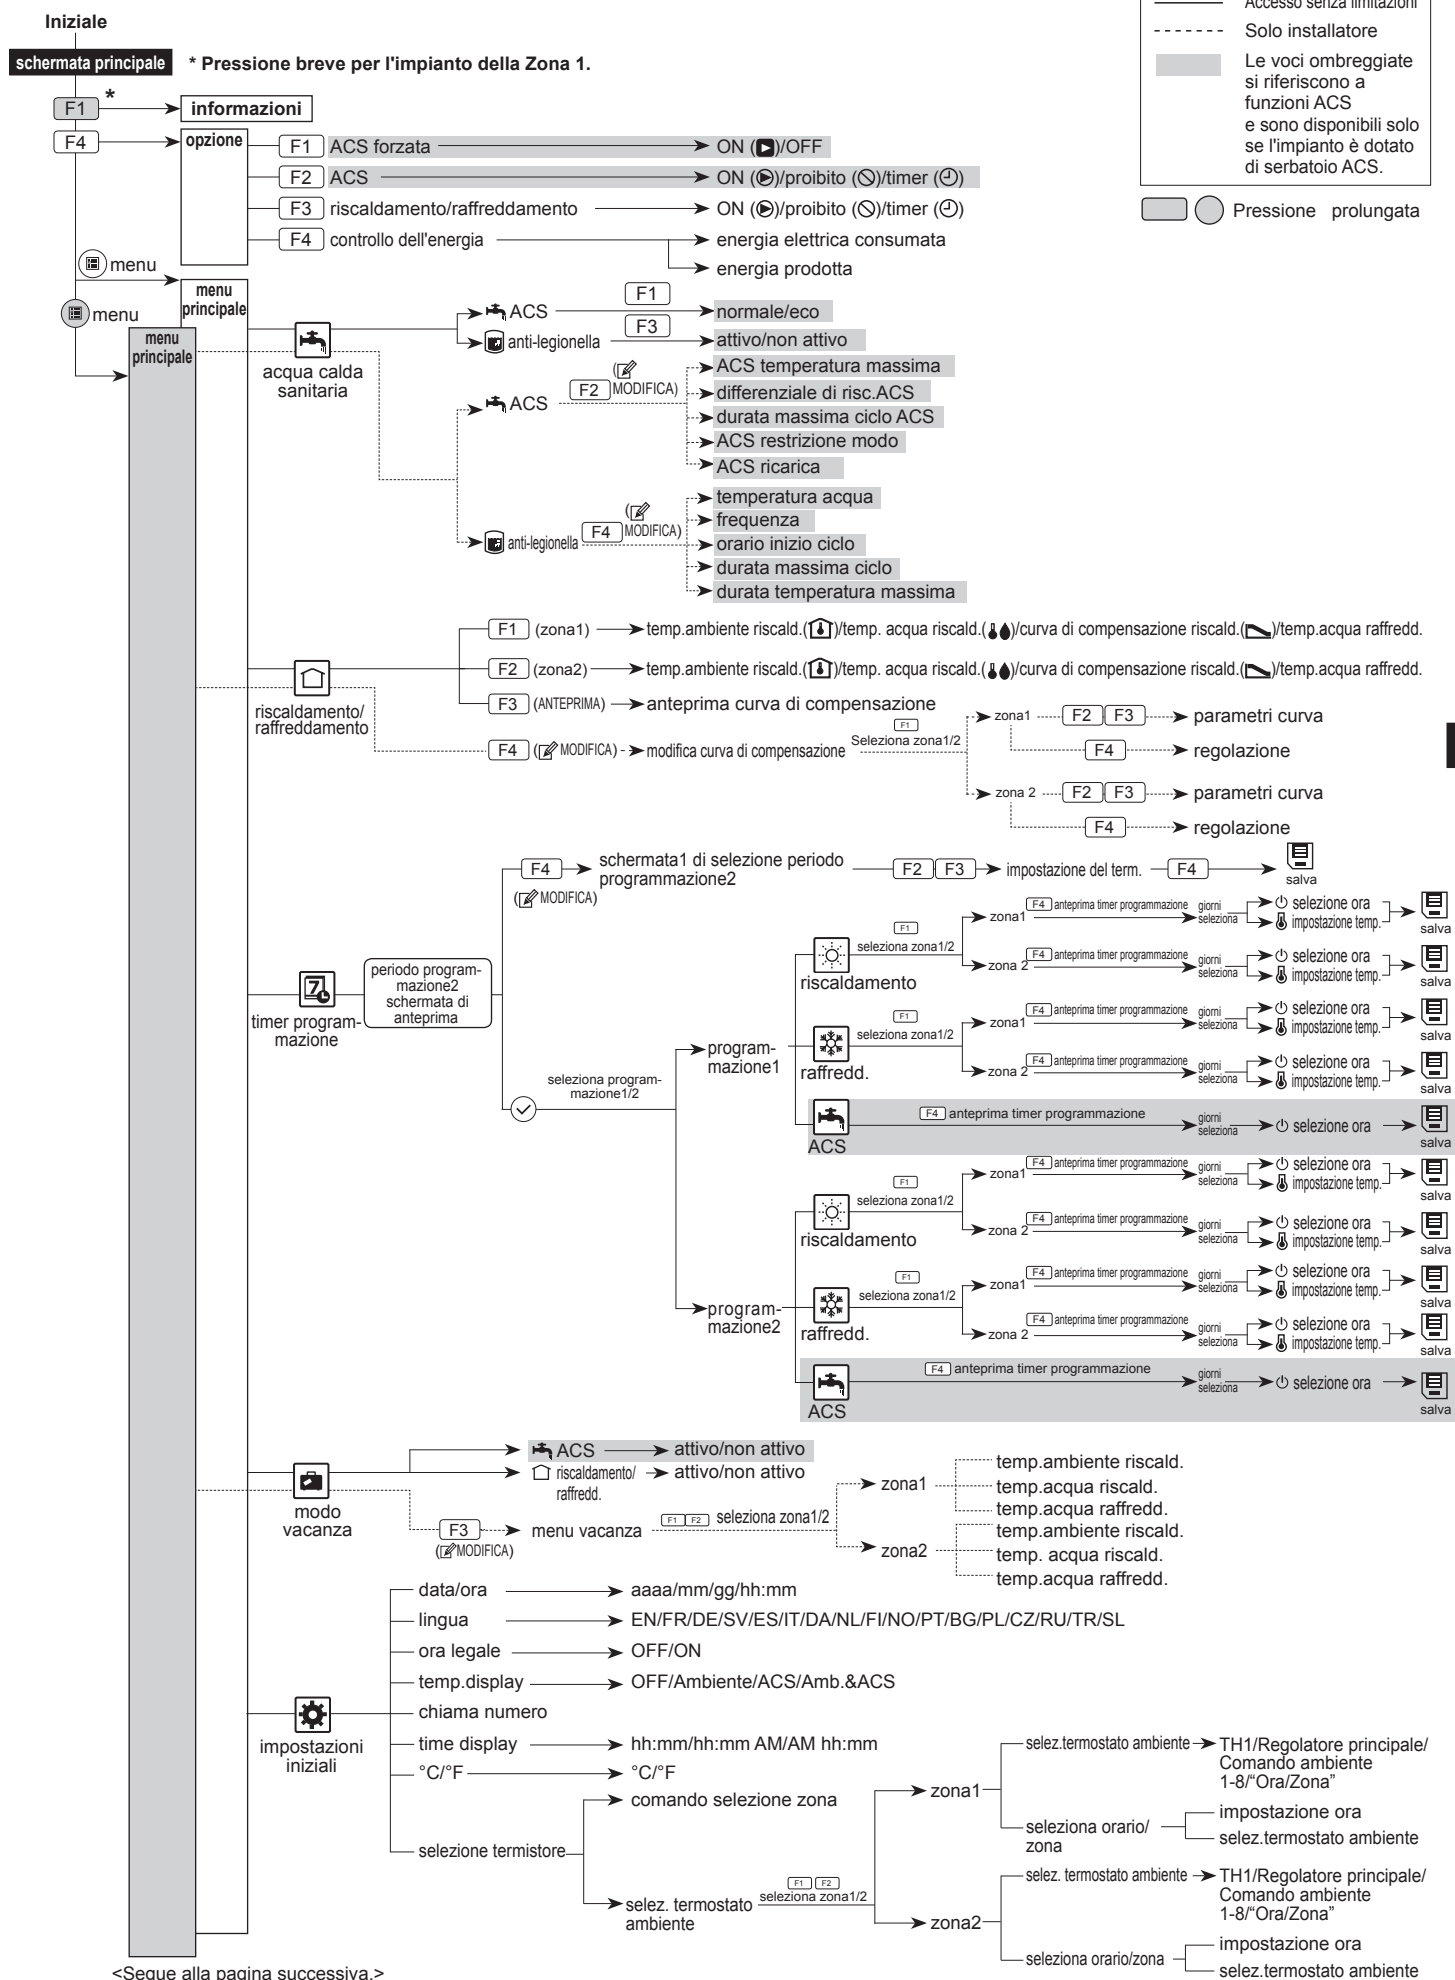 Iniziale
schermata principale
* Pressione breve per l'impianto della Zona 1.
Accesso senza limitazioni
Solo installatore
Le voci ombreggiate
si riferiscono a
funzioni ACS
e sono disponibili solo
se l'impianto è dotato
di serbatoio ACS.
Pressione prolungata
F1 * informazioni
F4 opzione
F1 ACS forzata ON ()/OFF
F2 ACS ON ()/proibito ()/timer ()
F3 riscaldamento/raffreddamento ON ()/proibito ()/timer ()
F4 controllo dell'energia energia elettrica consumata
energia prodotta
menu
menu
principale
menu
menu
principale
acqua calda
sanitaria
ACS F1 normale/eco
anti-legionella F3 attivo/non attivo
ACS F2 (MODIFICA)
ACS temperatura massima
differenziale di risc.ACS
durata massima ciclo ACS
ACS restrizione modo
ACS ricarica
anti-legionella F4 (MODIFICA)
temperatura acqua
frequenza
orario inizio ciclo
durata massima ciclo
durata temperatura massima
riscaldamento/
raffreddamento
F1 (zona1) temp.ambiente riscald.()/temp. acqua riscald.()/curva di compensazione riscald.()/temp.acqua raffredd.
F2 (zona2) temp.ambiente riscald.()/temp. acqua riscald.()/curva di compensazione riscald.()/temp.acqua raffredd.
F3 (ANTEPRIMA) anteprima curva di compensazione
F4 (MODIFICA) modifica curva di compensazione
F1
Seleziona zona1/2
zona1 F2 F3 parametri curva
F4 regolazione
zona 2 F2 F3 parametri curva
F4 regolazione
timer program-
mazione
periodo program-
mazione2
schermata di
anteprima
F4
(MODIFICA)
schermata1 di selezione periodo
programmazione2
F2 F3 impostazione del term. F4 salva
seleziona program-
mazione1/2
program-
mazione1
riscaldamento
F1
seleziona zona1/2
zona1 F4 anteprima timer programmazione giorni
seleziona
selezione ora
impostazione temp.
salva
zona 2 F4 anteprima timer programmazione giorni
seleziona
selezione ora
impostazione temp.
salva
raffredd.
F1
seleziona zona1/2
zona1 F4 anteprima timer programmazione giorni
seleziona
selezione ora
impostazione temp.
salva
zona 2 F4 anteprima timer programmazione giorni
seleziona
selezione ora
impostazione temp.
salva
ACS
F4 anteprima timer programmazione giorni
seleziona
selezione ora
salva
program-
mazione2
riscaldamento
F1
seleziona zona1/2
zona1 F4 anteprima timer programmazione giorni
seleziona
selezione ora
impostazione temp.
salva
zona 2 F4 anteprima timer programmazione giorni
seleziona
selezione ora
impostazione temp.
salva
raffredd.
F1
seleziona zona1/2
zona1 F4 anteprima timer programmazione giorni
seleziona
selezione ora
impostazione temp.
salva
zona 2 F4 anteprima timer programmazione giorni
seleziona
selezione ora
impostazione temp.
salva
ACS
F4 anteprima timer programmazione giorni
seleziona
selezione ora
salva
modo
vacanza
ACS attivo/non attivo
riscaldamento/
raffredd.
attivo/non attivo
F3
(MODIFICA)
menu vacanza
F1 F2 seleziona zona1/2
zona1
temp.ambiente riscald.
temp.acqua riscald.
temp.acqua raffredd.
zona2
temp.ambiente riscald.
temp. acqua riscald.
temp.acqua raffredd.
impostazioni
iniziali
data/ora aaaa/mm/gg/hh:mm
lingua EN/FR/DE/SV/ES/IT/DA/NL/FI/NO/PT/BG/PL/CZ/RU/TR/SL
ora legale OFF/ON
temp.display OFF/Ambiente/ACS/Amb.&ACS
chiama numero
time display hh:mm/hh:mm AM/AM hh:mm
°C/°F °C/°F
selezione termistore
comando selezione zona
selez. termostato
ambiente
F1 F2
seleziona zona1/2
zona1
selez.termostato ambiente
TH1/Regolatore principale/
Comando ambiente
1-8/“Ora/Zona”
seleziona orario/
zona
impostazione ora
selez.termostato ambiente
zona2
selez. termostato ambiente
TH1/Regolatore principale/
Comando ambiente
1-8/“Ora/Zona”
seleziona orario/zona
impostazione ora
selez.termostato ambiente
<Segue alla pagina successiva.>